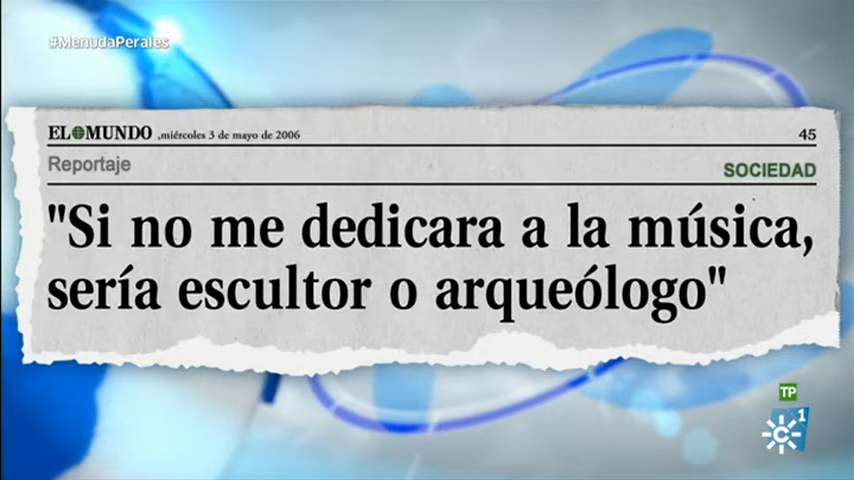 #MenudaPerales
EL MUNDO ,miércoles 3 de mayo de 2006 45
Reportaje SOCIEDAD
"Si no me dedicara a la música,
sería escultor o arqueólogo"
TP
1